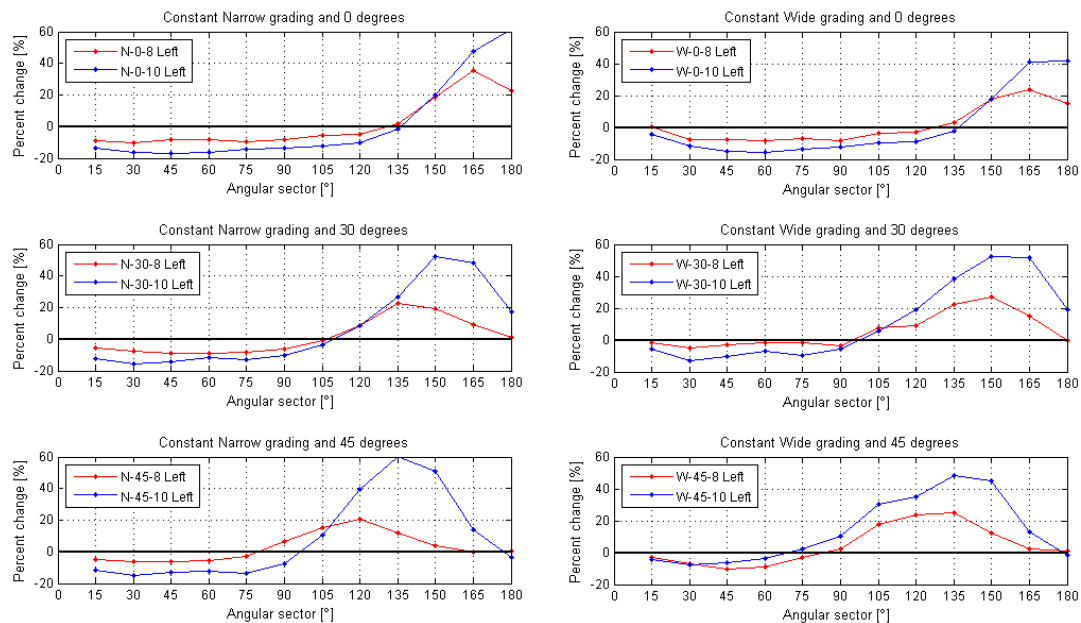 Constant Narrow grading and 0 degrees
Percent change [%]
60
40
20
0
-20
N-0-8 Left
N-0-10 Left
0 15 30 45 60 75 90 105 120 135 150 165 180
Angular sector [°]
Constant Wide grading and 0 degrees
Percent change [%]
60
40
20
0
-20
W-0-8 Left
W-0-10 Left
0 15 30 45 60 75 90 105 120 135 150 165 180
Angular sector [°]
Constant Narrow grading and 30 degrees
Percent change [%]
60
40
20
0
-20
N-30-8 Left
N-30-10 Left
0 15 30 45 60 75 90 105 120 135 150 165 180
Angular sector [°]
Constant Wide grading and 30 degrees
Percent change [%]
60
40
20
0
-20
W-30-8 Left
W-30-10 Left
0 15 30 45 60 75 90 105 120 135 150 165 180
Angular sector [°]
Constant Narrow grading and 45 degrees
Percent change [%]
60
40
20
0
-20
N-45-8 Left
N-45-10 Left
0 15 30 45 60 75 90 105 120 135 150 165 180
Angular sector [°]
Constant Wide grading and 45 degrees
Percent change [%]
60
40
20
0
-20
W-45-8 Left
W-45-10 Left
0 15 30 45 60 75 90 105 120 135 150 165 180
Angular sector [°]